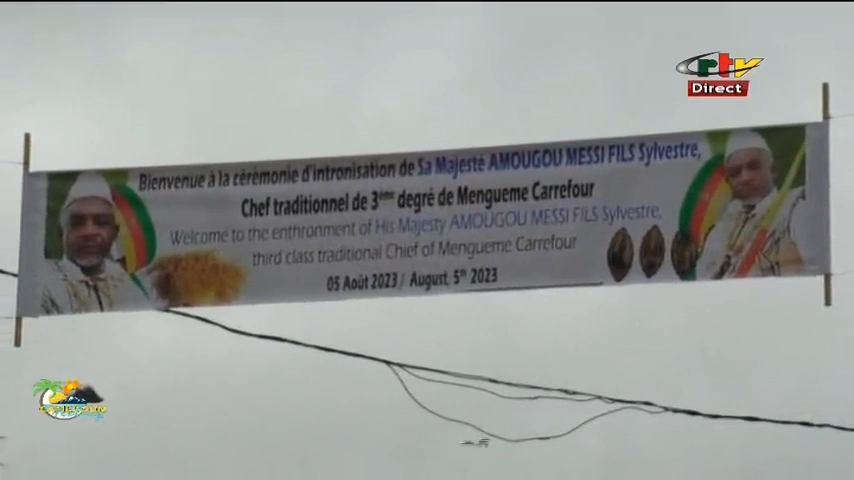 crtv
Direct
Bienvenue à la cérémonie d'intronisation de Sa Majesté AMOUGOU MESSI FILS Sylvestre,
Chef traditionnel de 3ème degré de Mengueme Carrefour
Welcome to the enthronment of His Majesty AMOUGOU MESSI FILS Sylvestre,
third class traditional Chief of Mengueme Carrefour
05 Août 2023 / August, 5th 2023